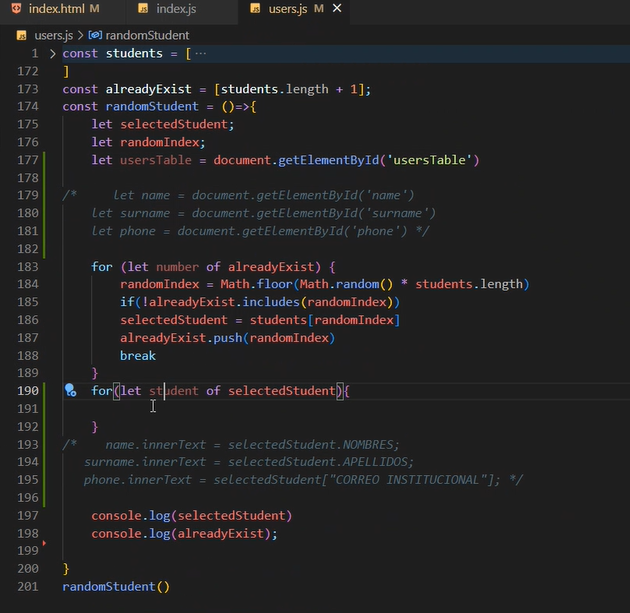 index.html M
index.js
users.js M ×
users.js > randomStudent
1 > const students = [ ···
172 ]
173 const alreadyExist = [students.length + 1];
174 const randomStudent = ()=>{
175 let selectedStudent;
176 let randomIndex;
177 let usersTable = document.getElementById('usersTable')
178
179 /* let name = document.getElementById('name')
180 let surname = document.getElementById('surname')
181 let phone = document.getElementById('phone') */
182
183 for (let number of alreadyExist) {
184 randomIndex = Math.floor(Math.random() * students.length)
185 if(!alreadyExist.includes(randomIndex))
186 selectedStudent = students[randomIndex]
187 alreadyExist.push(randomIndex)
188 break
189 }
190 for(let student of selectedStudent){
191
192 }
193 /* name.innerText = selectedStudent.NOMBRES;
194 surname.innerText = selectedStudent.APELLIDOS;
195 phone.innerText = selectedStudent["CORREO INSTITUCIONAL"]; */
196
197 console.log(selectedStudent)
198 console.log(alreadyExist);
199
200 }
201 randomStudent()